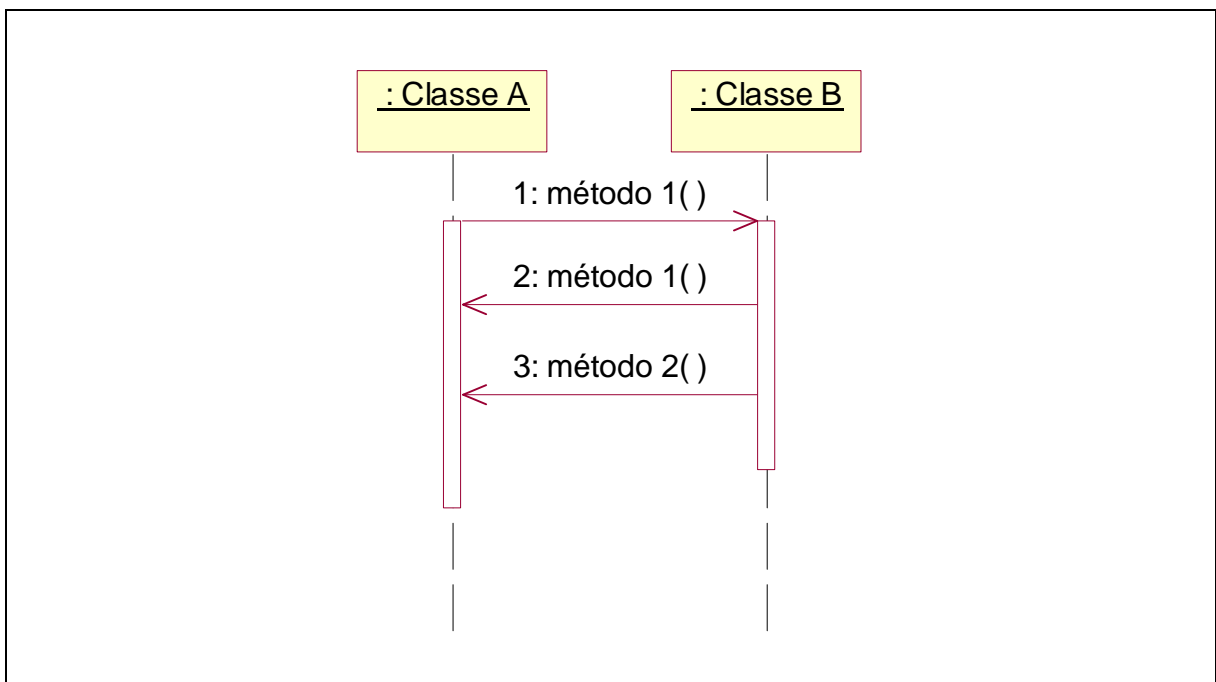 : Classe A
: Classe B
1: método 1( )
2: método 1( )
3: método 2( )